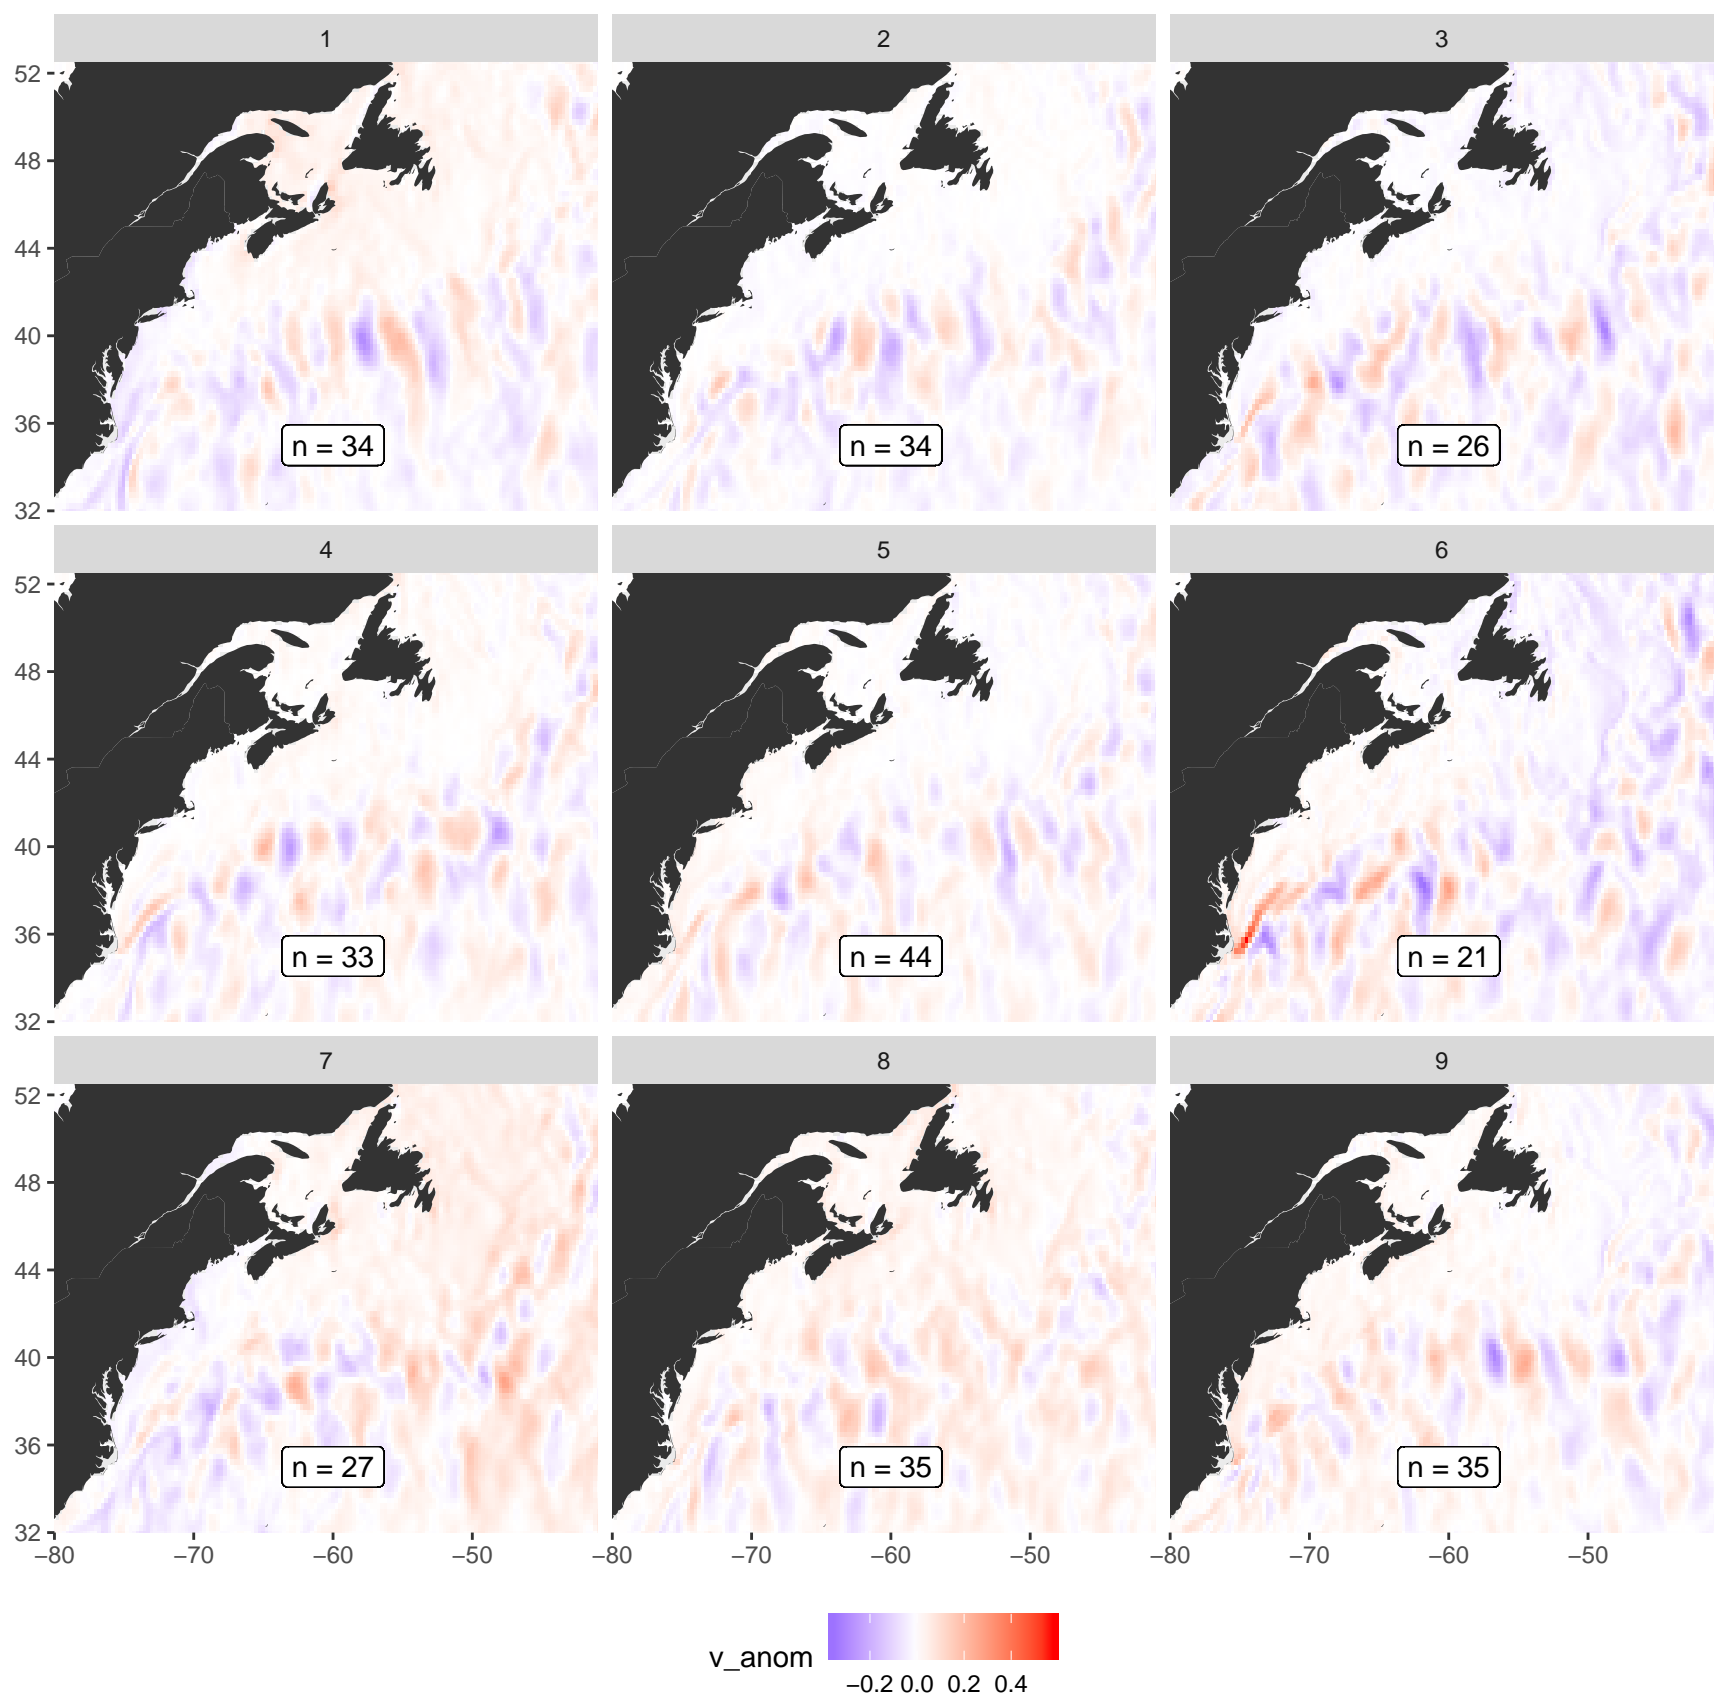 1 2 3
52
48
44
40
36
32
n = 34 n = 34 n = 26
4 5 6
52
48
44
40
36
32
n = 33 n = 44 n = 21
7 8 9
52
48
44
40
36
32
n = 27 n = 35 n = 35
−80 −70 −60 −50 −80 −70 −60 −50 −80 −70 −60 −50
v_anom
−0.2 0.0 0.2 0.4